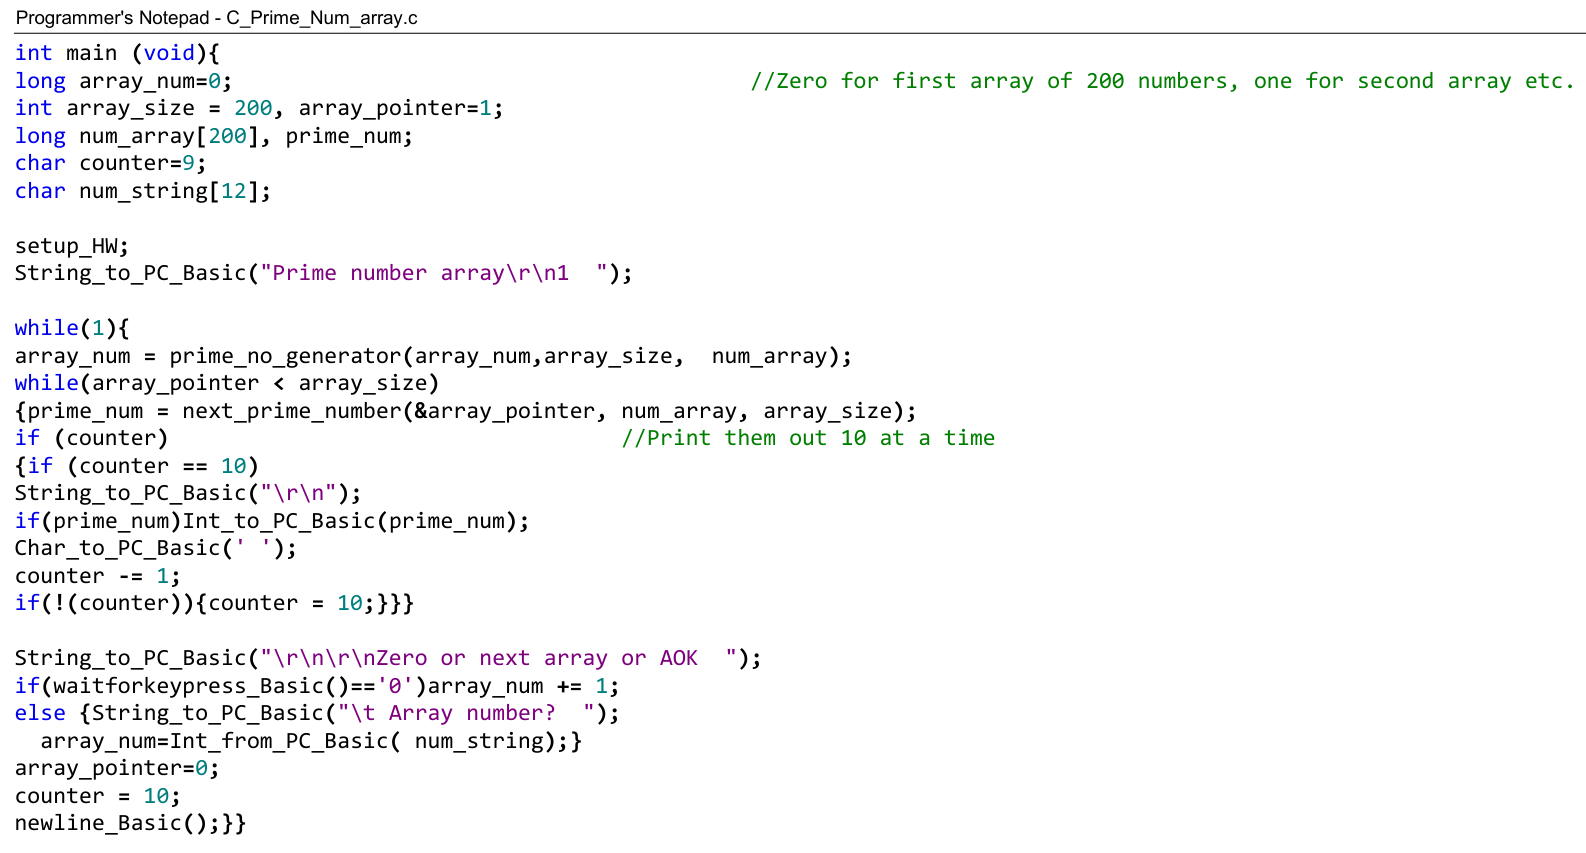 Programmer's Notepad - C_Prime_Num_array.c
int main (void){
long array_num=0; //Zero for first array of 200 numbers, one for second array etc.
int array_size = 200, array_pointer=1;
long num_array[200], prime_num;
char counter=9;
char num_string[12];
setup_HW;
String_to_PC_Basic("Prime number array\r\n1  ");
while(1){
array_num = prime_no_generator(array_num,array_size,  num_array);
while(array_pointer < array_size)
{prime_num = next_prime_number(&array_pointer, num_array, array_size);
if (counter) //Print them out 10 at a time
{if (counter == 10)
String_to_PC_Basic("\r\n");
if(prime_num)Int_to_PC_Basic(prime_num);
Char_to_PC_Basic(' ');
counter -= 1;
if(!(counter)){counter = 10;}}}
String_to_PC_Basic("\r\n\r\nZero or next array or AOK  ");
if(waitforkeypress_Basic()=='0')array_num += 1;
else {String_to_PC_Basic("\t Array number?  ");
  array_num=Int_from_PC_Basic( num_string);}
array_pointer=0;
counter = 10;
newline_Basic();}}